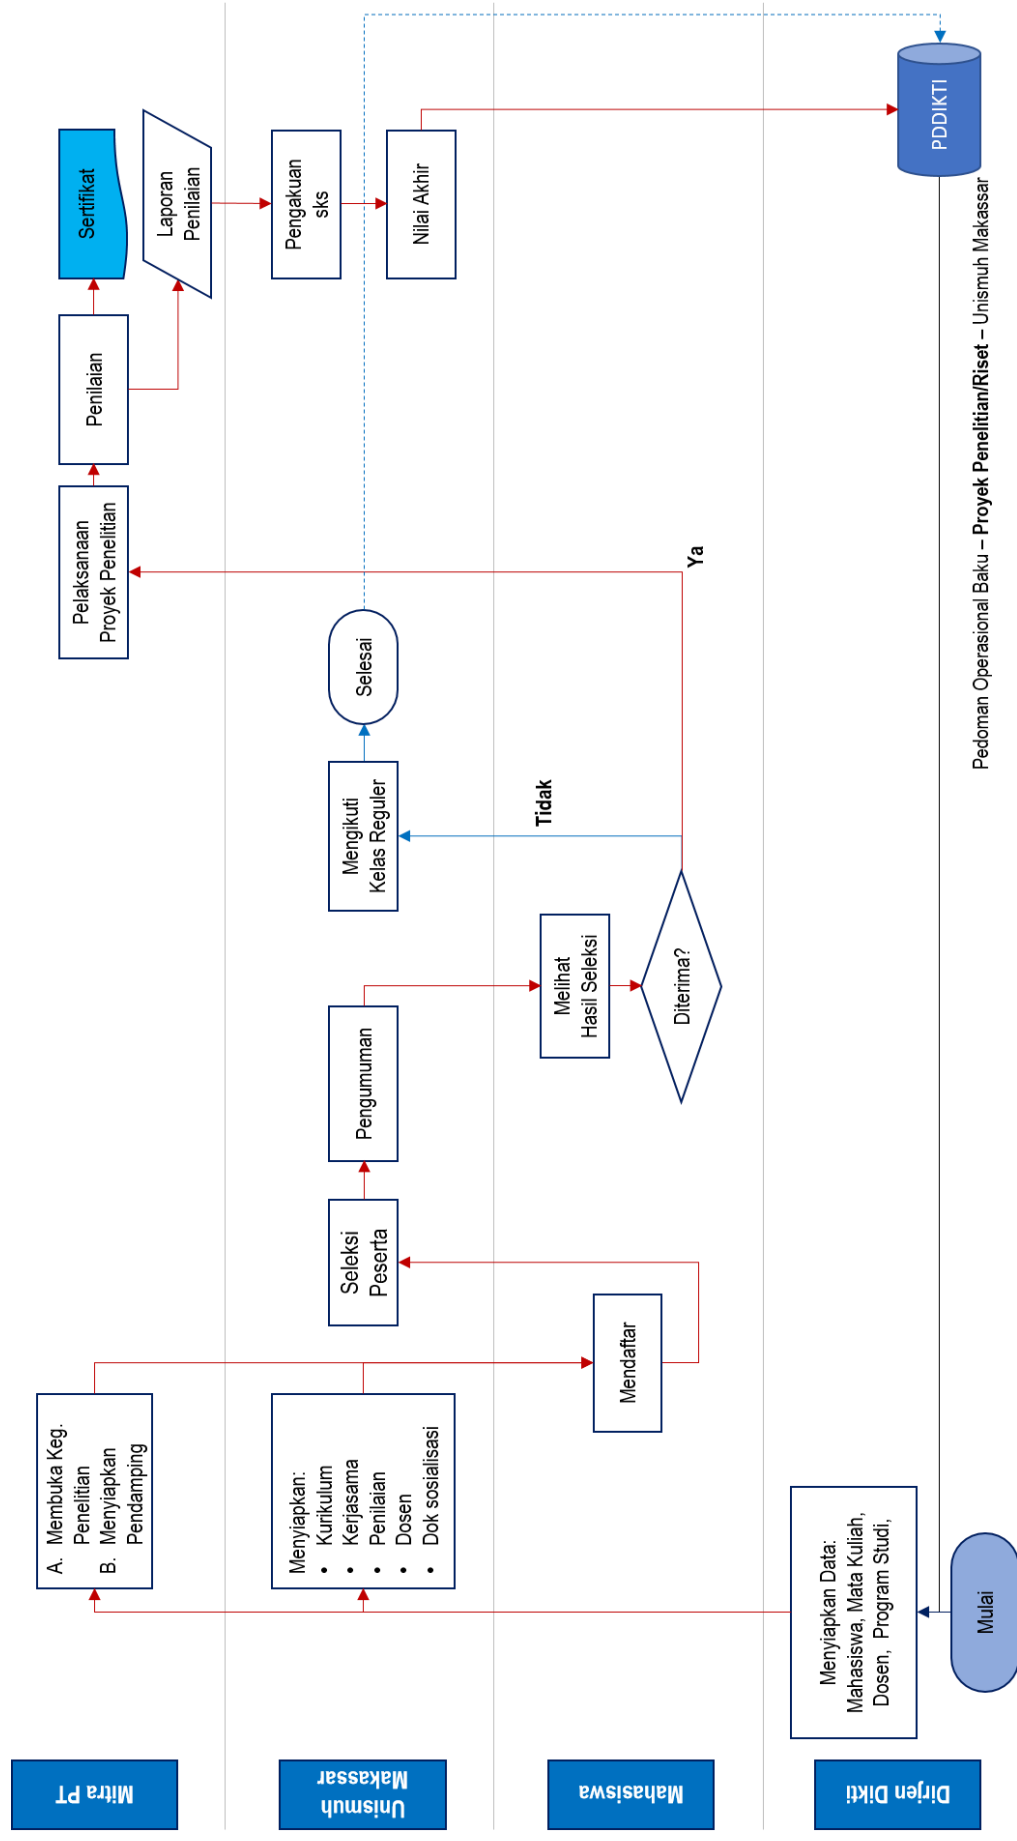 Mitra PT
A. Membuka Keg.
Penelitian
B. Menyiapkan
Pendamping
Pelaksanaan
Proyek Penelitian
Penilaian
Sertifikat
Laporan
Penilaian
Unismuh
Makassar
Menyiapkan:
• Kurikulum
• Kerjasama
• Penilaian
• Dosen
• Dok sosialisasi
Seleksi
Peserta
Pengumuman
Mengikuti
Kelas Reguler
Selesai
Pengakuan
sks
Nilai Akhir
Mahasiswa
Mendaftar
Melihat
Hasil Seleksi
Diterima?
Tidak
Ya
Dirjen Dikti
Menyiapkan Data:
Mahasiswa, Mata Kuliah,
Dosen, Program Studi,
Mulai
PDDIKTI
Pedoman Operasional Baku – Proyek Penelitian/Riset – Unismuh Makassar